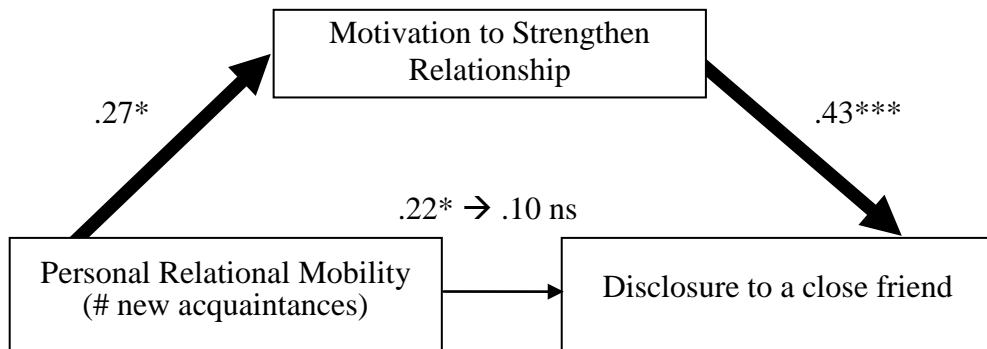 Motivation to Strengthen
Relationship
.27*
.43***
.22* → .10 ns
Personal Relational Mobility
(# new acquaintances)
Disclosure to a close friend